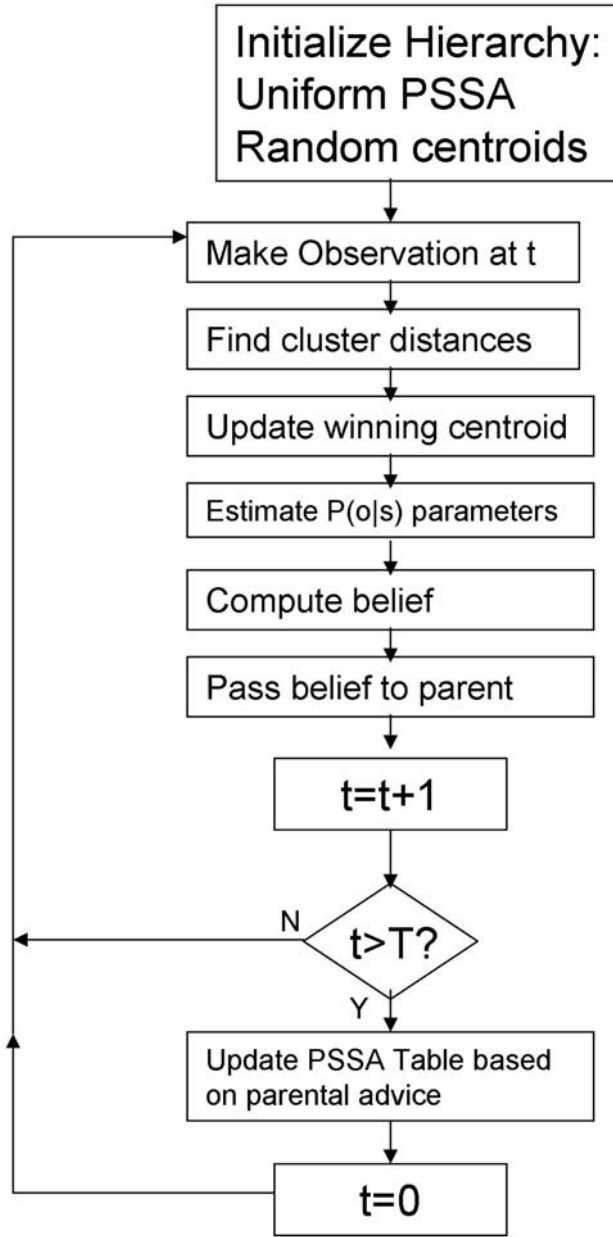 Initialize Hierarchy:
Uniform PSSA
Random centroids
Make Observation at t
Find cluster distances
Update winning centroid
Estimate P(o|s) parameters
Compute belief
Pass belief to parent
t=t+1
N
t>T?
Y
Update PSSA Table based
on parental advice
t=0